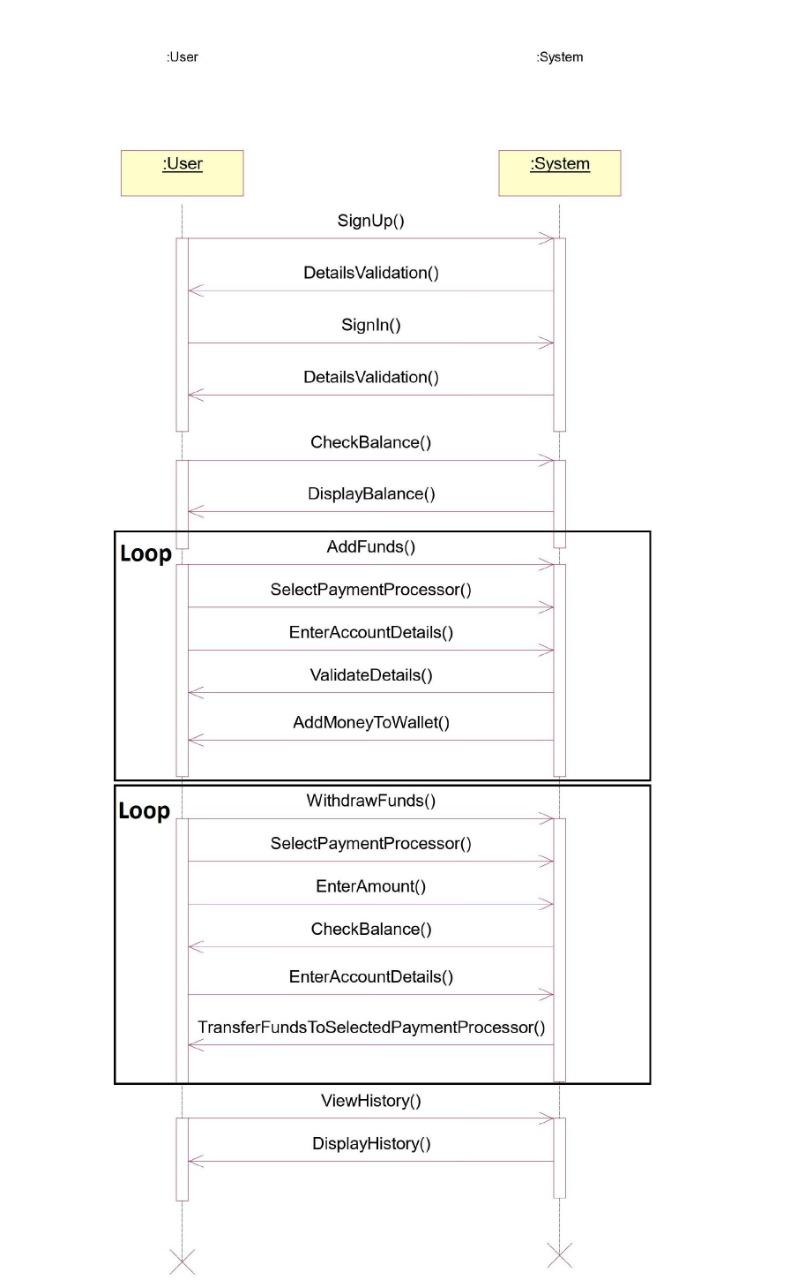 :User
:System
:User
:System
SignUp()
DetailsValidation()
SignIn()
DetailsValidation()
CheckBalance()
DisplayBalance()
Loop
AddFunds()
SelectPaymentProcessor()
EnterAccountDetails()
ValidateDetails()
AddMoneyToWallet()
Loop
WithdrawFunds()
SelectPaymentProcessor()
EnterAmount()
CheckBalance()
EnterAccountDetails()
TransferFundsToSelectedPaymentProcessor()
ViewHistory()
DisplayHistory()